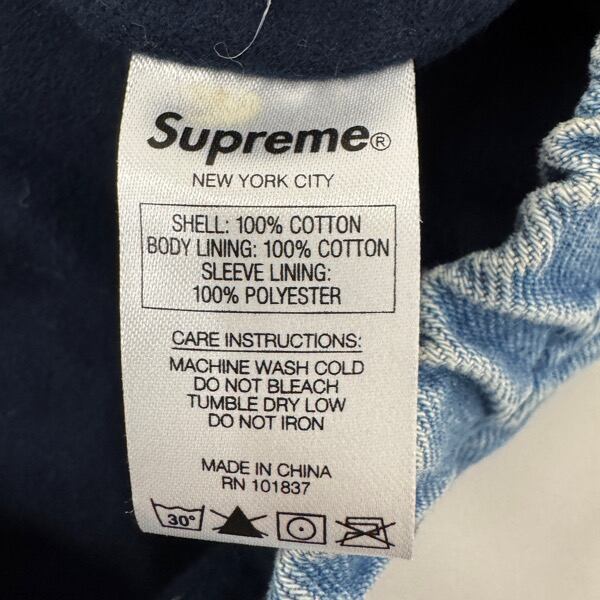 Supreme®
NEW YORK CITY
SHELL: 100% COTTON
BODY LINING: 100% COTTON
SLEEVE LINING:
100% POLYESTER
CARE INSTRUCTIONS:
MACHINE WASH COLD
DO NOT BLEACH
TUMBLE DRY LOW
DO NOT IRON
MADE IN CHINA
RN 101837
30°